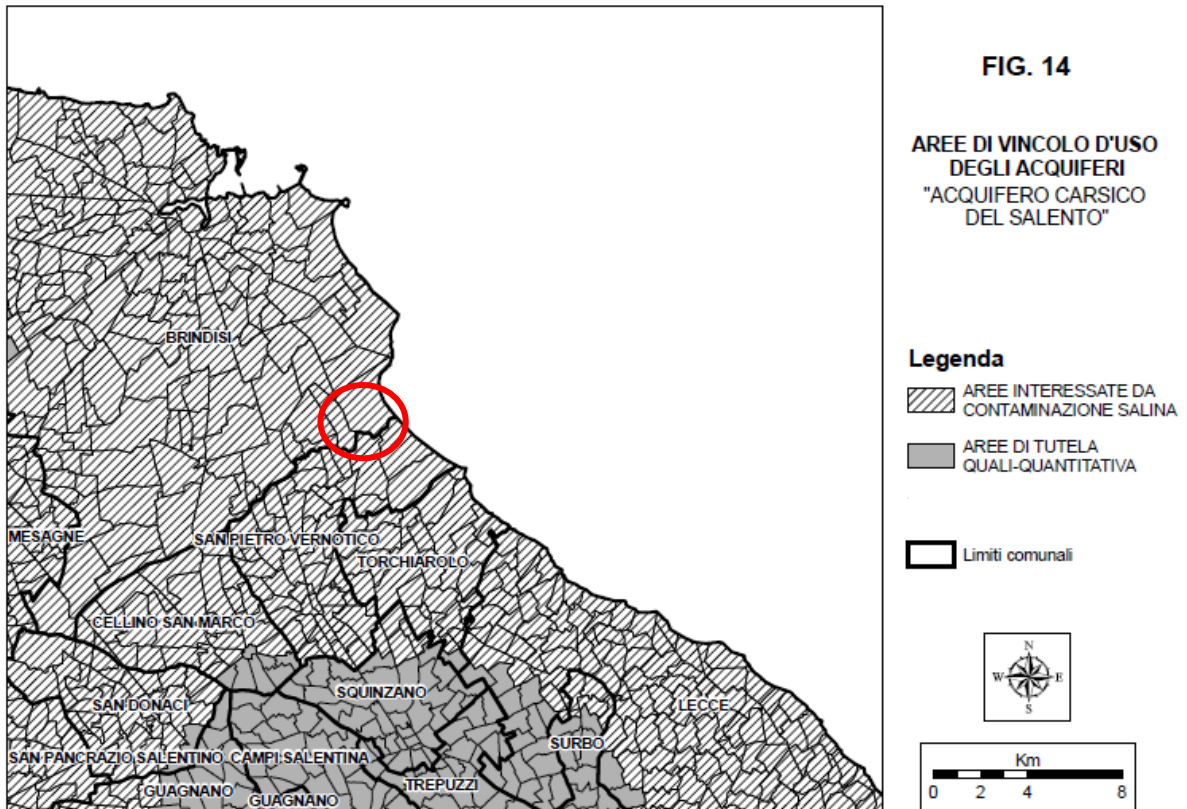 FIG. 14
AREE DI VINCOLO D'USO
DEGLI ACQUIFERI
"ACQUIFERO CARSICO
DEL SALENTO"
Legenda
AREE INTERESSATE DA
CONTAMINAZIONE SALINA
AREE DI TUTELA
QUALI-QUANTITATIVA
Limiti comunali
N
W E
S
Km
0 2 4 8
BRINDISI
MESAGNE
SAN PIETRO VERNOTICO
TORCHIAROLO
CELLINO SAN MARCO
SQUINZANO
SAN DONACI
LECCE
SURBO
SAN PANCRAZIO SALENTINO
CAMPI SALENTINA
TREPUZZI
GUAGNANO
GUAGNANO